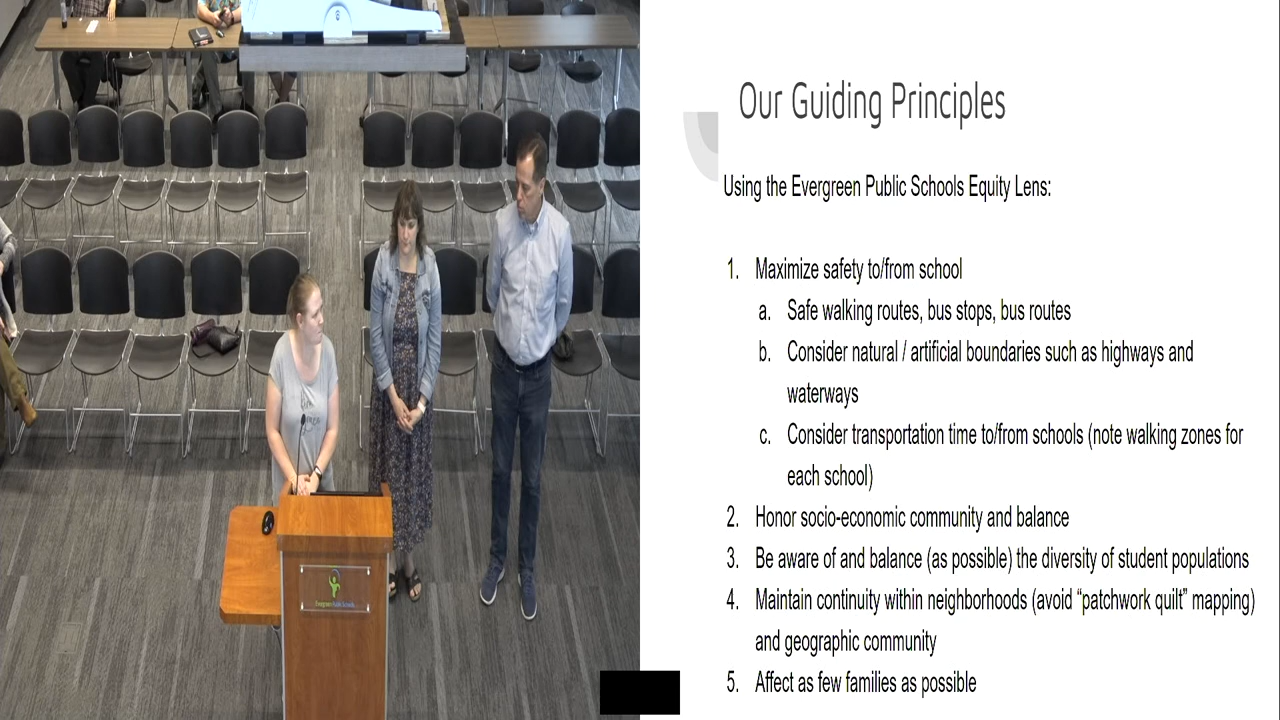 Our Guiding Principles
Using the Evergreen Public Schools Equity Lens:
1. Maximize safety to/from school
a. Safe walking routes, bus stops, bus routes
b. Consider natural / artificial boundaries such as highways and
waterways
c. Consider transportation time to/from schools (note walking zones for
each school)
2. Honor socio-economic community and balance
3. Be aware of and balance (as possible) the diversity of student populations
4. Maintain continuity within neighborhoods (avoid “patchwork quilt” mapping)
and geographic community
5. Affect as few families as possible